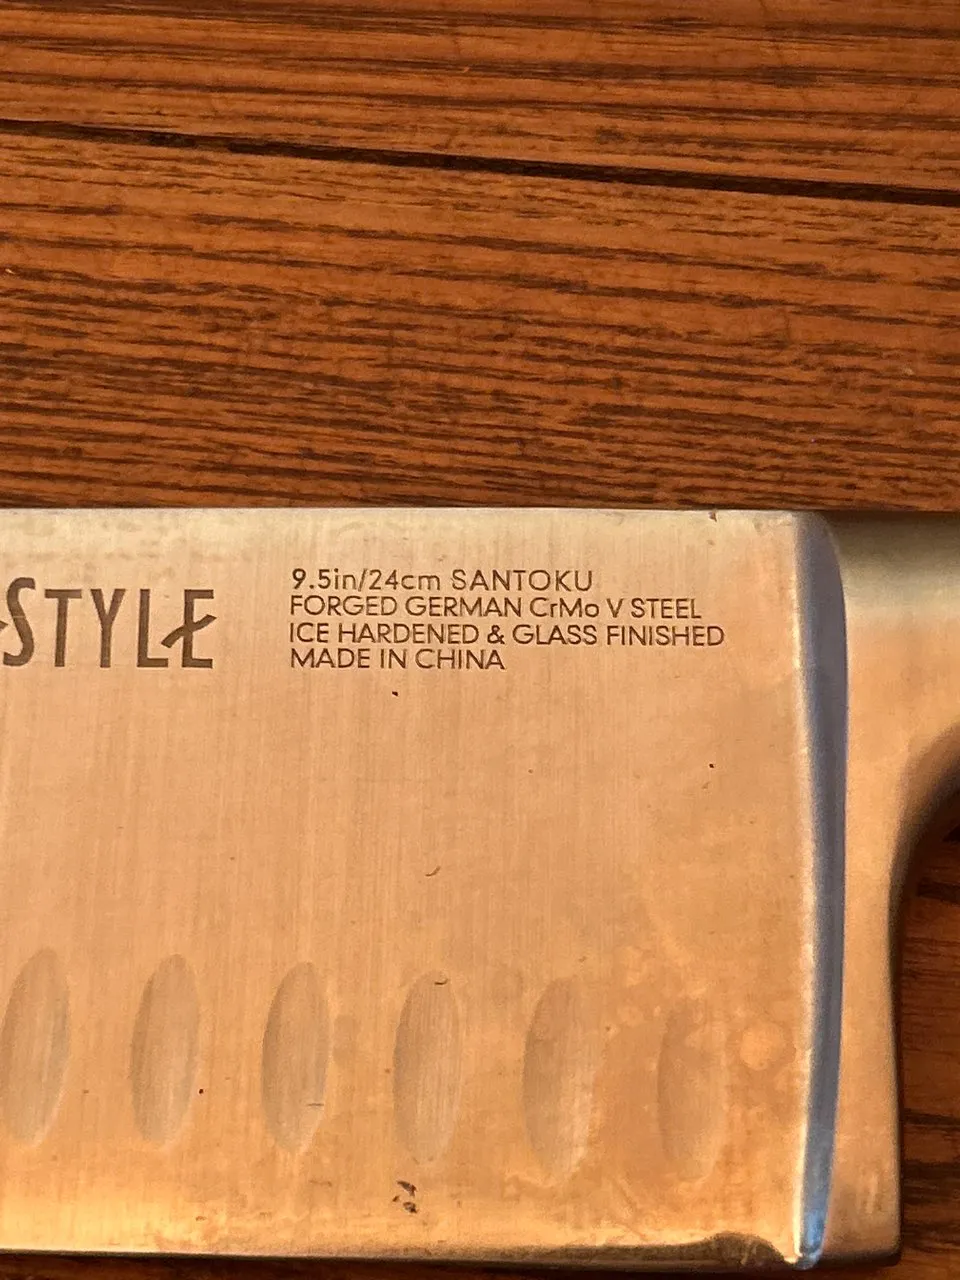 STYLE
9.5in/24cm SANTOKU
FORGED GERMAN CrMo V STEEL
ICE HARDENED & GLASS FINISHED
MADE IN CHINA